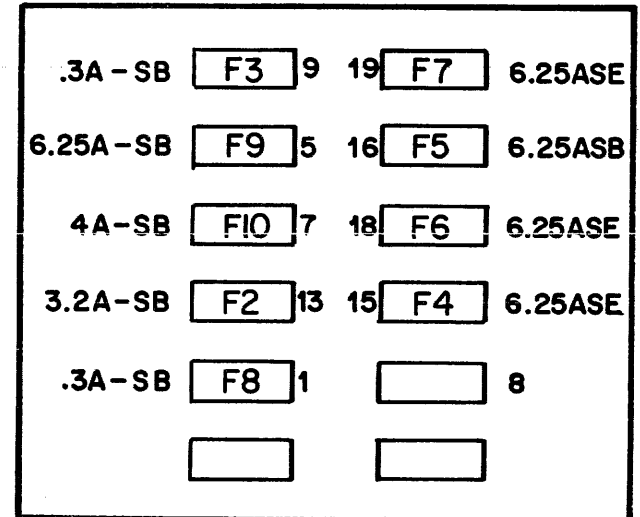 .3A-SB F3 9 19 F7 6.25ASE
6.25A-SB F9 5 16 F5 6.25ASB
4A-SB F10 7 18 F6 6.25ASE
3.2A-SB F2 13 15 F4 6.25ASE
.3A-SB F8 1 8